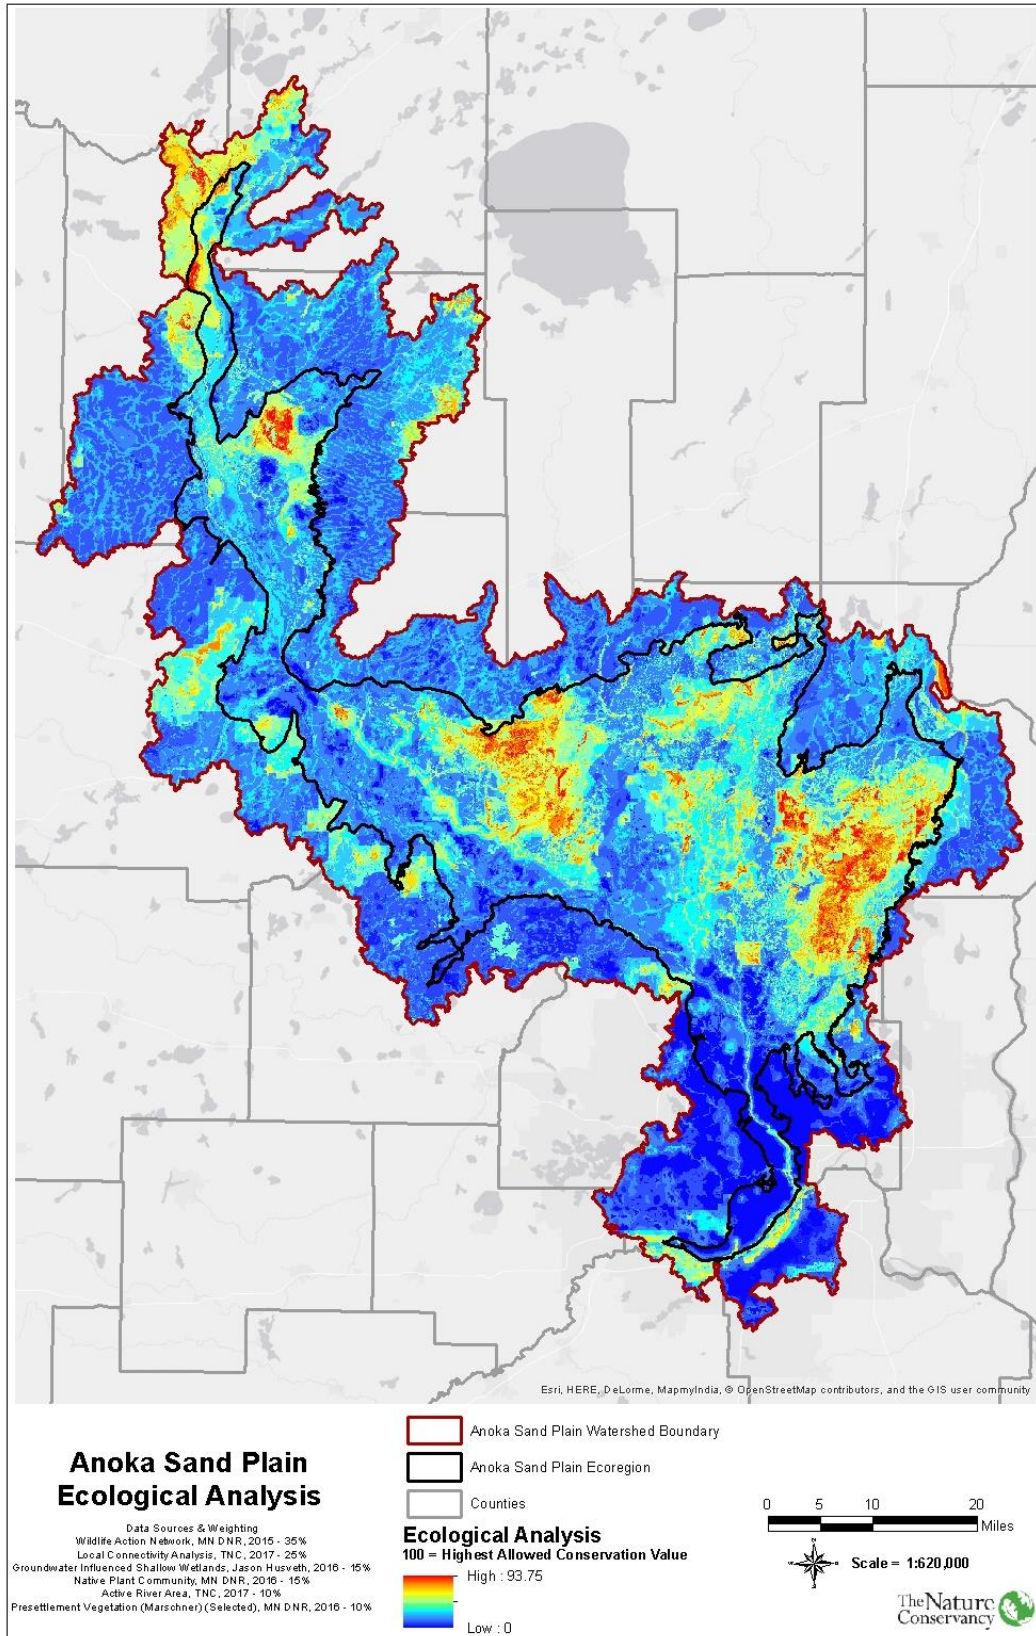 Esri, HERE, DeLorme, MapmyIndia, © OpenStreetMap contributors, and the GIS user community
Anoka Sand Plain
Ecological Analysis
Data Sources & Weighting
Wildlife Action Network, MN DNR, 2015 - 35%
Local Connectivity Analysis, TNC, 2017 - 25%
Groundwater Influenced Shallow Wetlands, Jason Husveth, 2016 - 15%
Native Plant Community, MN DNR, 2016 - 15%
Active River Area, TNC, 2017 - 10%
Presettlement Vegetation (Marschner) (Selected), MN DNR, 2016 - 10%
Anoka Sand Plain Watershed Boundary
Anoka Sand Plain Ecoregion
Counties
Ecological Analysis
100 = Highest Allowed Conservation Value
High : 93.75
Low : 0
0 5 10 20
Miles
Scale = 1:620,000
The Nature
Conservancy